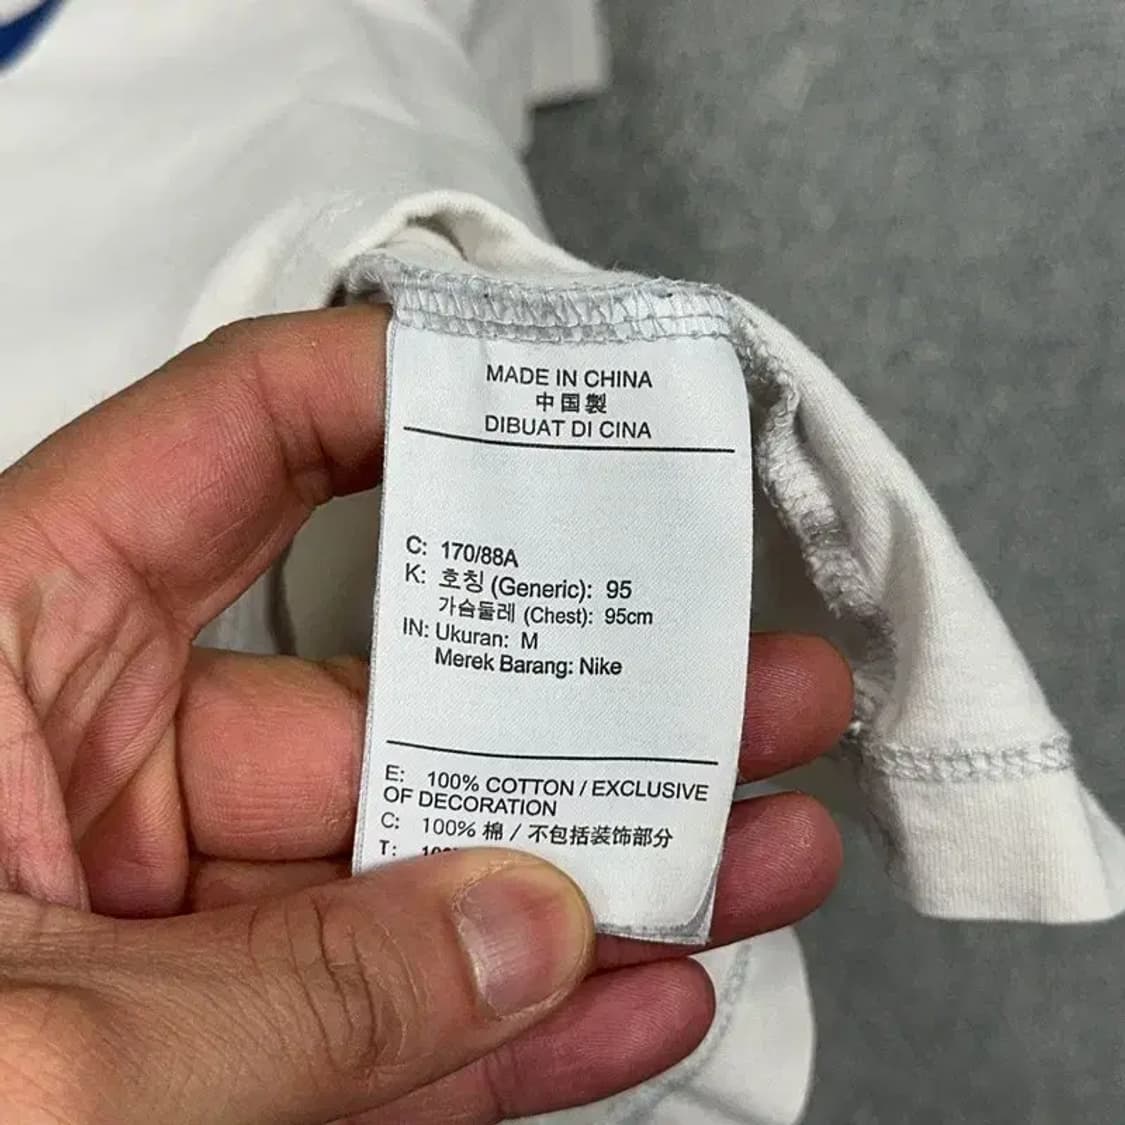 MADE IN CHINA
中国製
DIBUAT DI CINA
C: 170/88A
K: 호칭 (Generic): 95
가슴둘레 (Chest): 95cm
IN: Ukuran: M
Merek Barang: Nike
E: 100% COTTON / EXCLUSIVE
OF DECORATION
C: 100% 棉 / 不包括装饰部分
T: